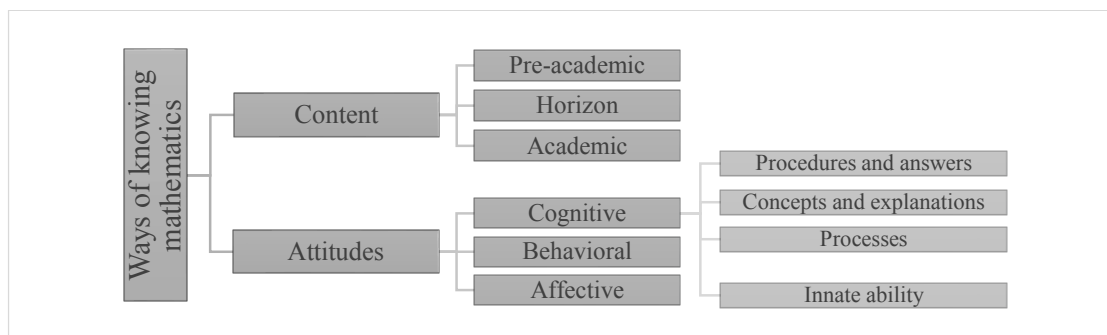 Ways of knowing
mathematics
Content
Pre-academic
Horizon
Academic
Attitudes
Cognitive
Procedures and answers
Concepts and explanations
Processes
Innate ability
Behavioral
Affective